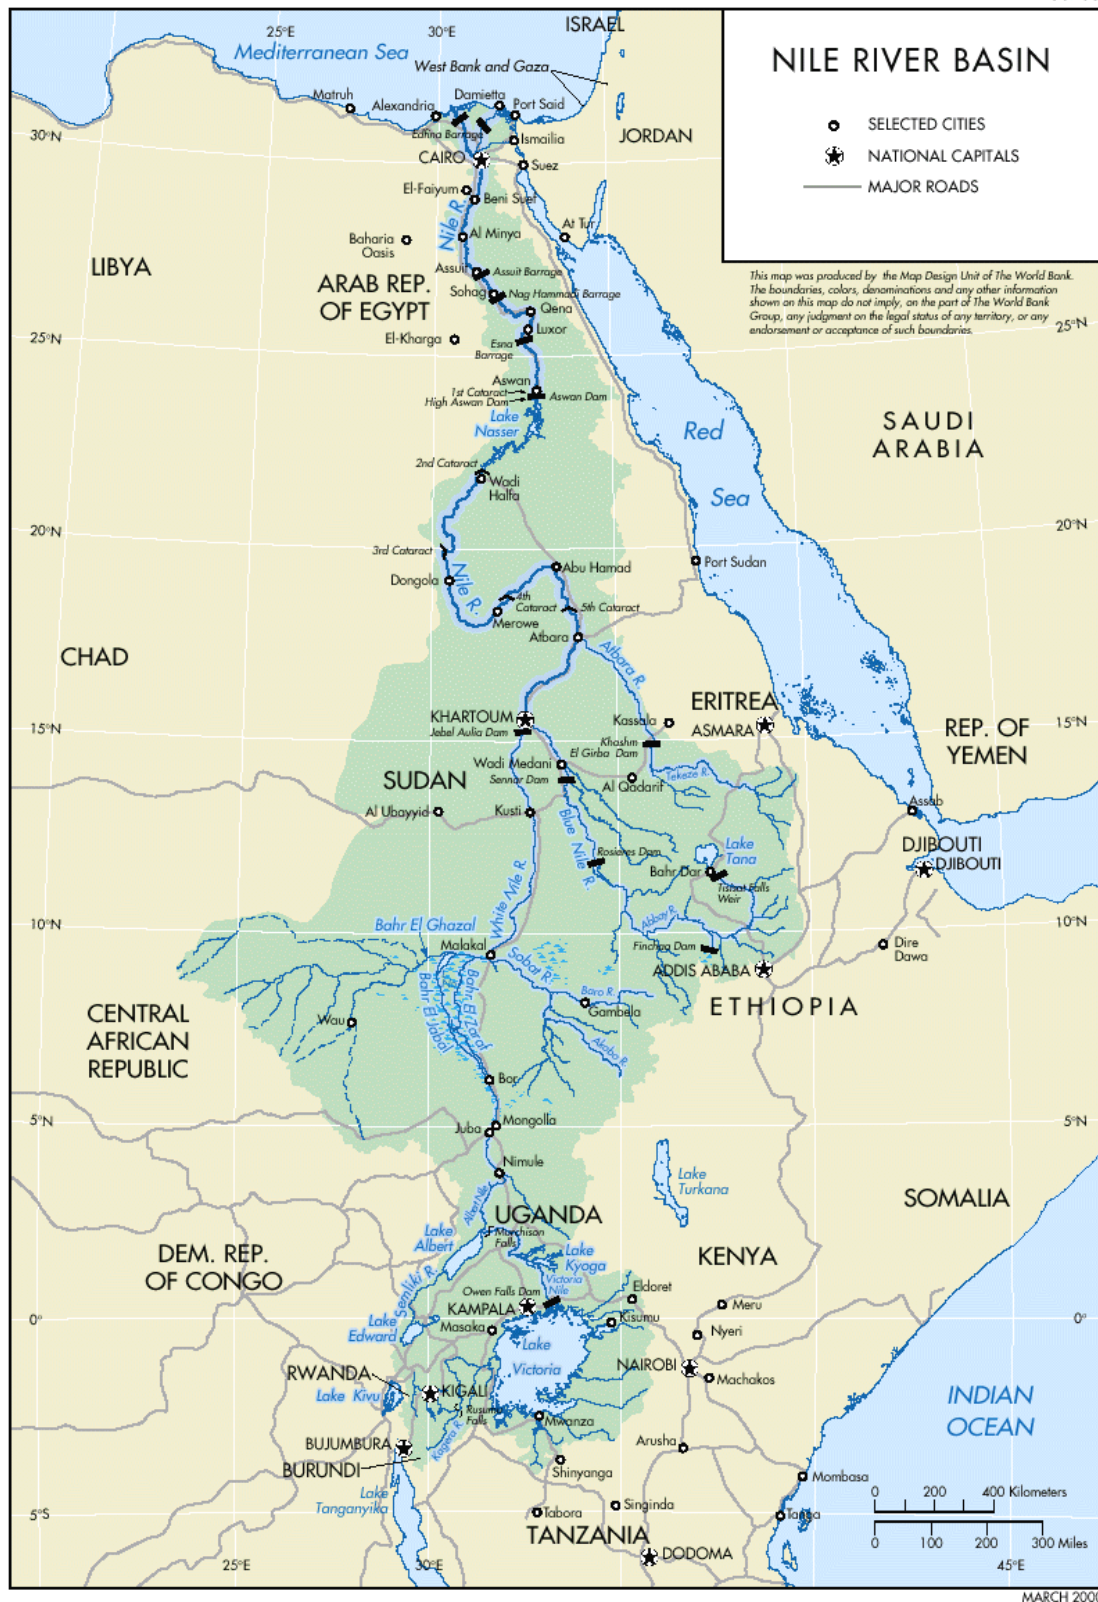 ISRAEL
25°E
30°E
Mediterranean Sea
West Bank and Gaza
NILE RIVER BASIN
SELECTED CITIES
NATIONAL CAPITALS
MAJOR ROADS
This map was produced by the Map Design Unit of The World Bank.
The boundaries, colors, denominations and any other information
shown on this map do not imply, on the part of The World Bank
Group, any judgment on the legal status of any territory, or any
endorsement or acceptance of such boundaries.
Matruh
Alexandria
Damietta
Port Said
Edfina Barrage
Ismailia
JORDAN
30°N
CAIRO
Suez
El-Faiyum
Beni Suef
Nile R.
Al Minya
At Tur
Baharia
Oasis
LIBYA
Assuit
Assuit Barrage
ARAB REP.
OF EGYPT
Sohag
Nag Hammadi Barrage
Qena
Luxor
El-Kharga
Esna
Barrage
25°N
25°N
Aswan
1st Cataract
High Aswan Dam
Aswan Dam
Lake
Nasser
Red
Sea
SAUDI
ARABIA
2nd Cataract
Wadi
Halfa
20°N
20°N
3rd Cataract
Dongola
Nile R.
Abu Hamad
Port Sudan
4th
Cataract
5th Cataract
Merowe
Atbara
Atbara R.
CHAD
KHARTOUM
Jebel Aulia Dam
Kassala
ERITREA
ASMARA
15°N
15°N
REP. OF
YEMEN
Khashm
El Girba Dam
Wadi Medani
Sennar Dam
SUDAN
Al Qadarif
Tekeze R.
Al Ubayyid
Kusti
Assab
Blue Nile R.
Rosieres Dam
Lake
Tana
DJIBOUTI
DJIBOUTI
Bahr Dar
Tissat Falls
Weir
White Nile R.
10°N
10°N
Bahr El Ghazal
Abbay R.
Malakal
Finchaa Dam
Dire
Dawa
Sobat R.
ADDIS ABABA
ETHIOPIA
Bahr El Zaraf
Bahr El Jabal
Baro R.
Gambela
CENTRAL
AFRICAN
REPUBLIC
Wau
Akobo R.
Bor
5°N
5°N
Mongolla
Juba
Nimule
Lake
Turkana
Albert Nile
UGANDA
SOMALIA
Murchison
Falls
Lake
Albert
Lake
Kyoga
DEM. REP.
OF CONGO
KENYA
Semliki R.
Victoria
Nile
Owen Falls Dam
Eldoret
KAMPALA
Meru
0°
0°
Lake
Edward
Masaka
Kisumu
Nyeri
Lake
Victoria
NAIROBI
Machakos
RWANDA
Lake Kivu
KIGALI
Rusumo
Falls
INDIAN
OCEAN
Mwanza
Kagera R.
Arusha
BUJUMBURA
BURUNDI
Shinyanga
Mombasa
Lake
Tanganyika
0 200 400 Kilometers
0 100 200 300 Miles
5°S
Tabora
Singinda
Tanga
TANZANIA
DODOMA
25°E
30°E
45°E
MARCH 2000